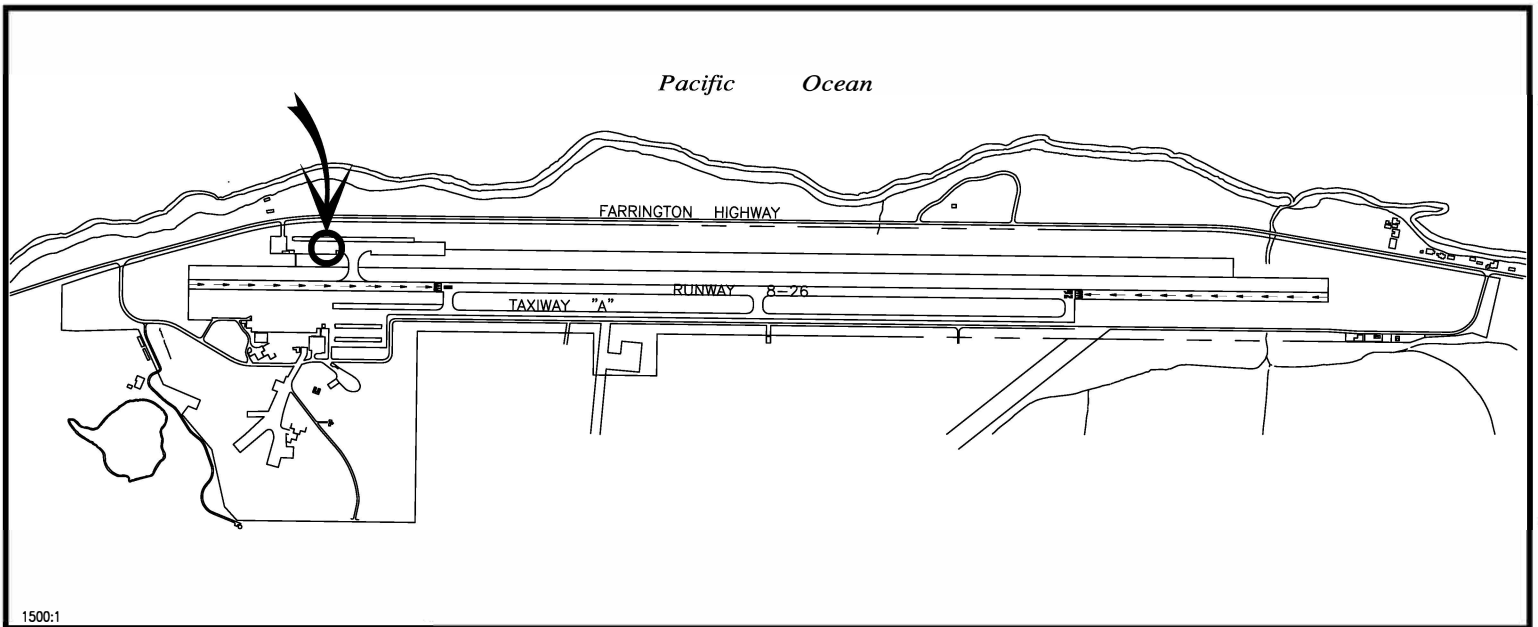 Pacific Ocean
FARRINGTON HIGHWAY
RUNWAY 8-26
TAXIWAY "A"
1500:1